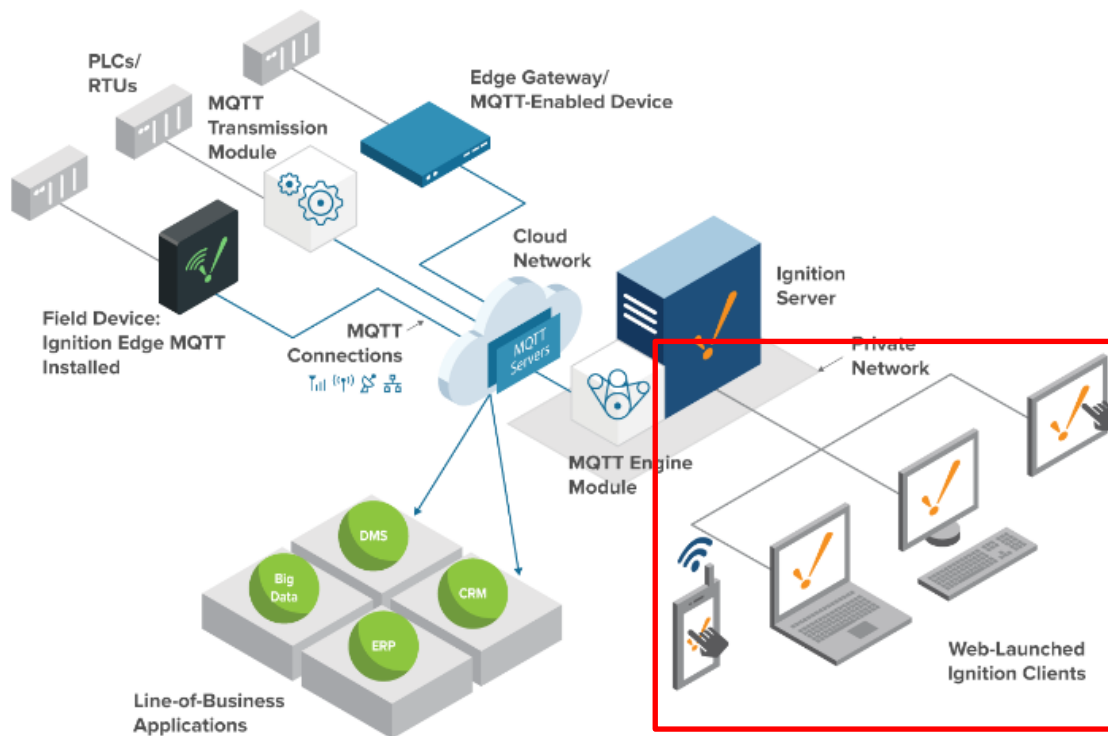 PLCs/
RTUs
MQTT
Transmission
Module
Edge Gateway/
MQTT-Enabled Device
Cloud
Network
Ignition
Server
Field Device:
Ignition Edge MQTT
Installed
MQTT
Connections
MQTT
Servers
Private
Network
MQTT Engine
Module
DMS
Big
Data
CRM
ERP
Line-of-Business
Applications
Web-Launched
Ignition Clients